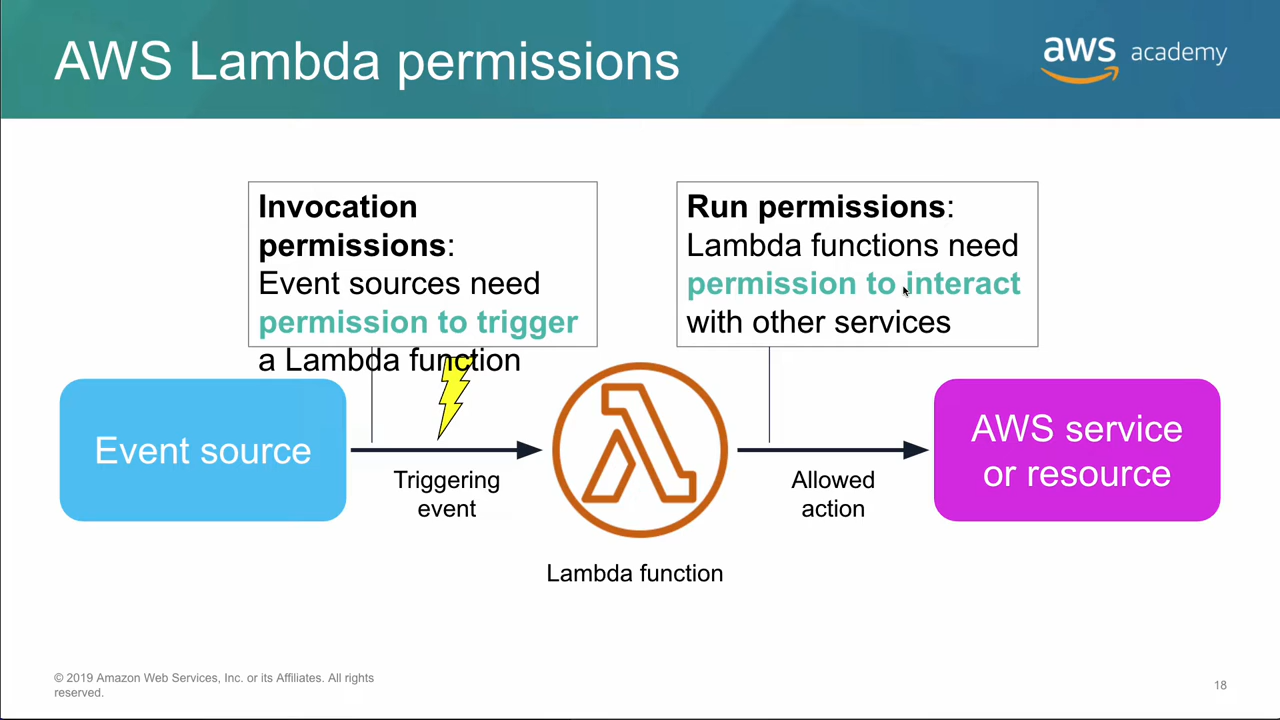 AWS Lambda permissions
aws academy
Invocation
permissions:
Event sources need
permission to trigger
a Lambda function
Run permissions:
Lambda functions need
permission to interact
with other services
Event source
Triggering
event
Lambda function
Allowed
action
AWS service
or resource
© 2019 Amazon Web Services, Inc. or its Affiliates. All rights
reserved.
18